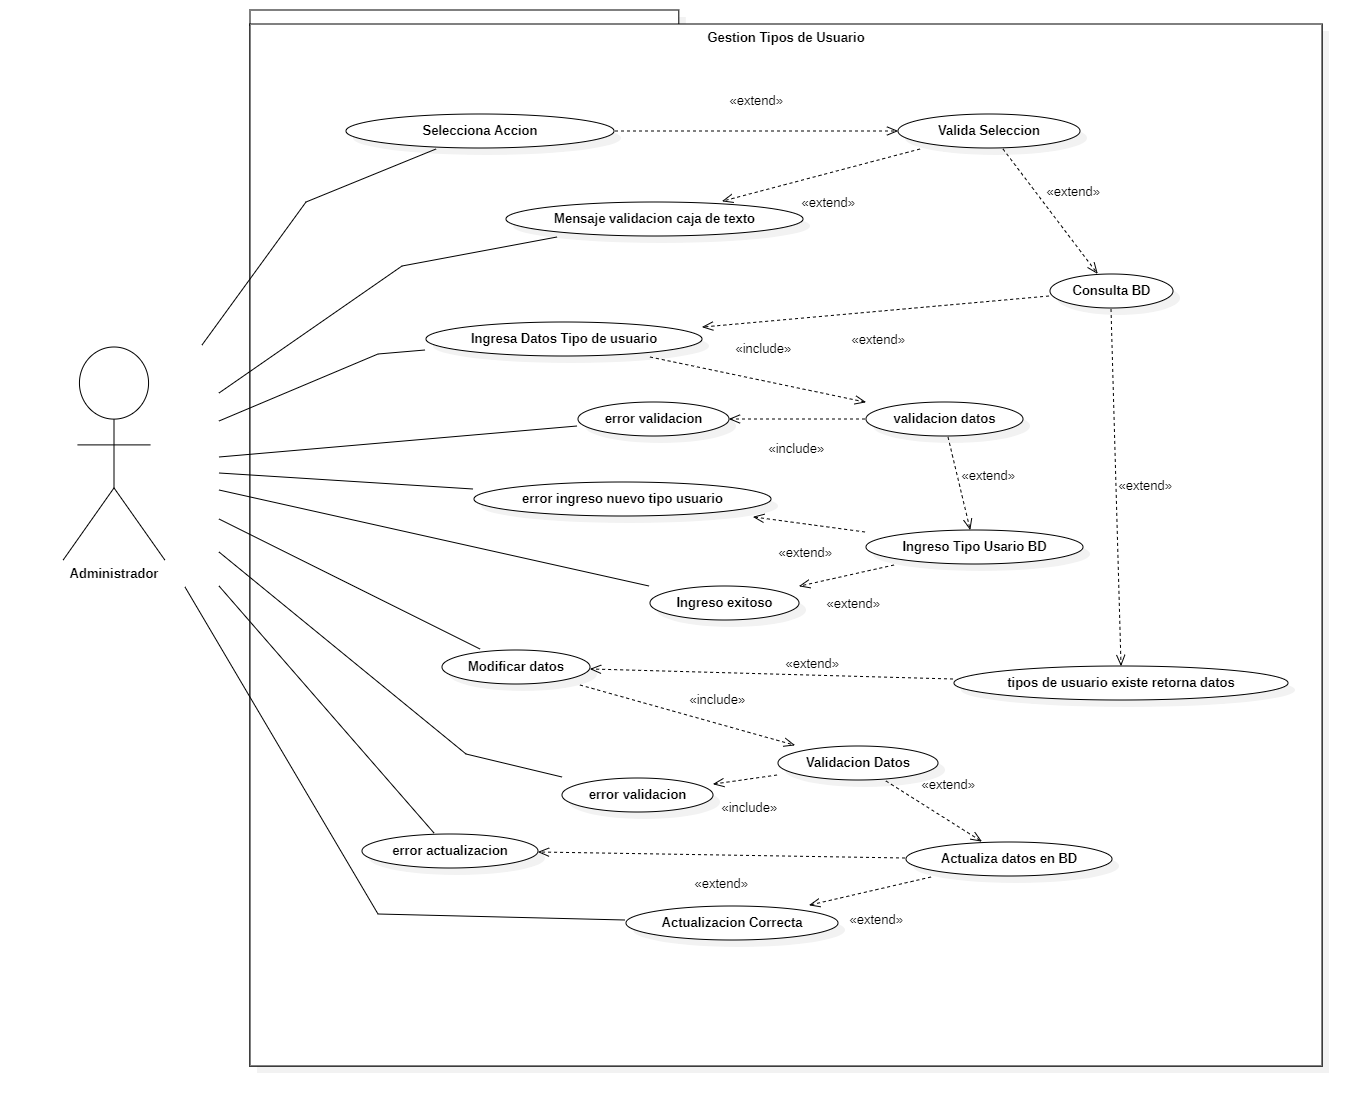 Gestion Tipos de Usuario
«extend»
Selecciona Accion
Valida Seleccion
«extend»
«extend»
Mensaje validacion caja de texto
Consulta BD
Ingresa Datos Tipo de usuario
«extend»
«include»
error validacion
validacion datos
«include»
«extend»
«extend»
error ingreso nuevo tipo usuario
Ingreso Tipo Usario BD
«extend»
Administrador
Ingreso exitoso
«extend»
Modificar datos
«extend»
tipos de usuario existe retorna datos
«include»
Validacion Datos
«extend»
error validacion
«include»
error actualizacion
Actualiza datos en BD
«extend»
Actualizacion Correcta
«extend»